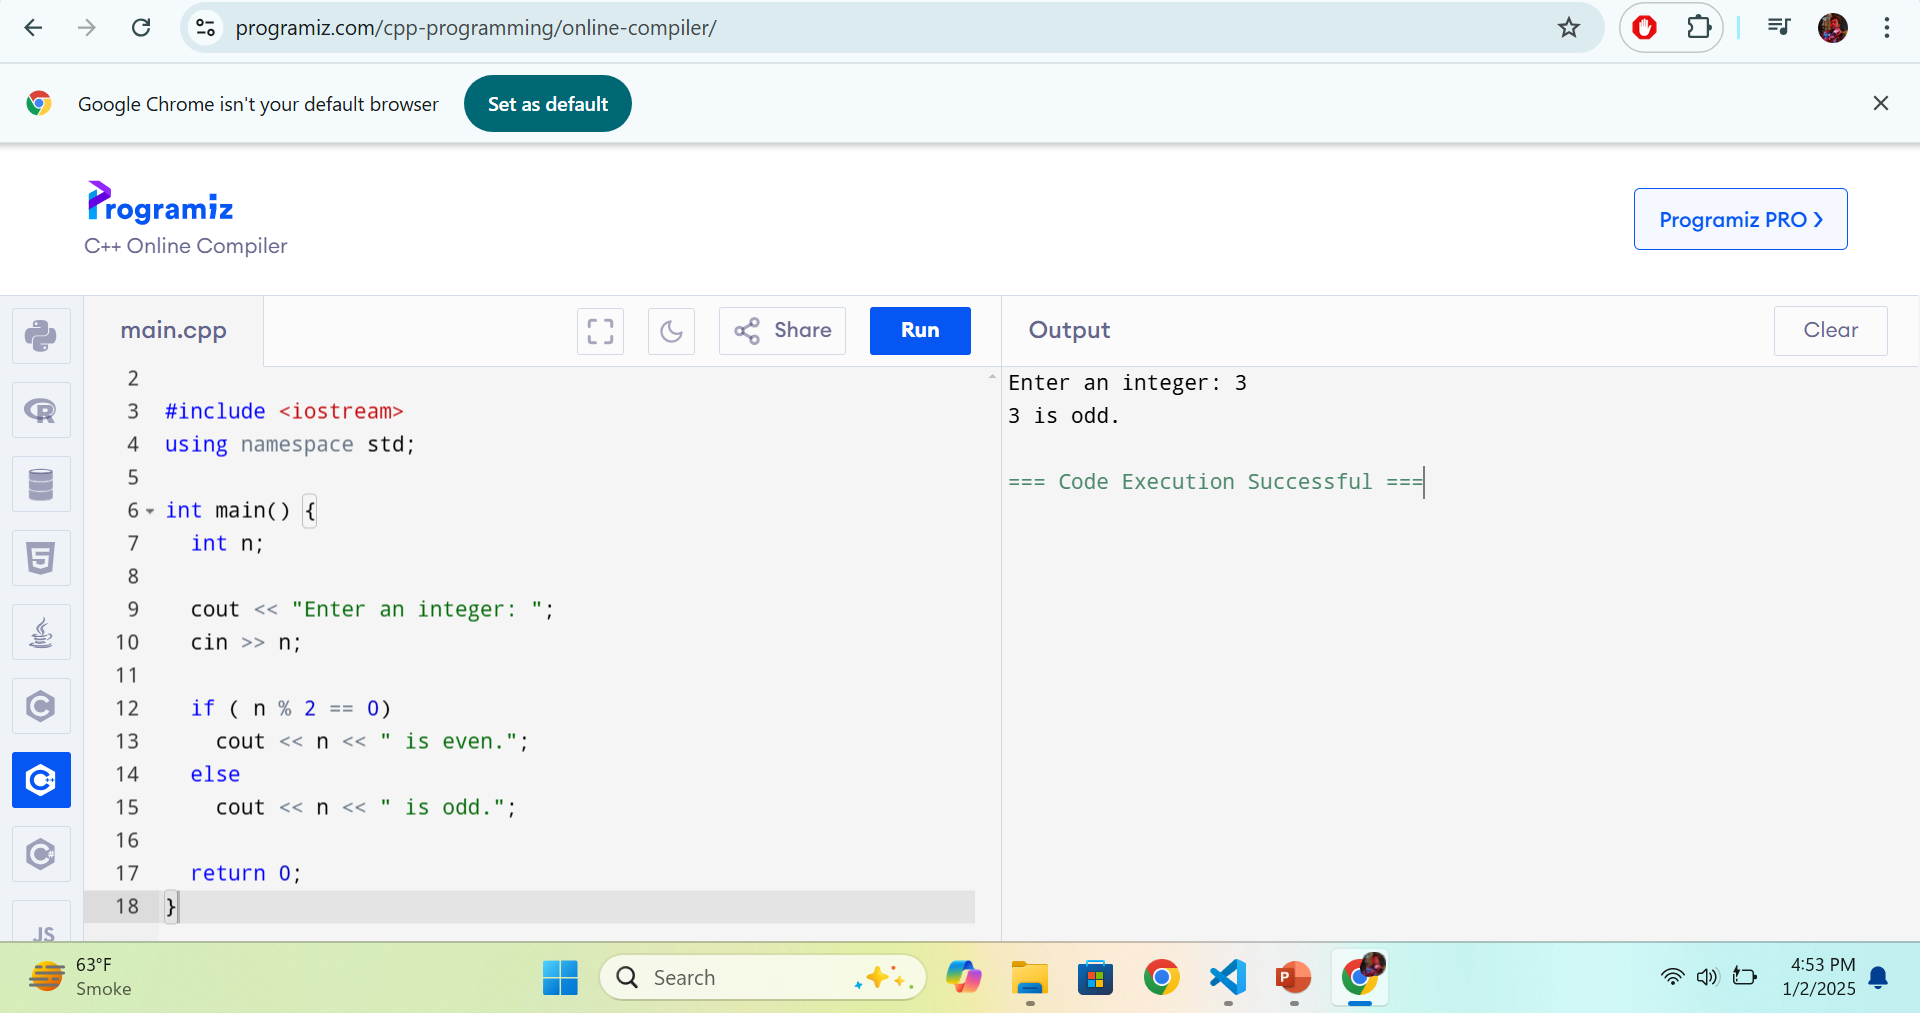 programiz.com/cpp-programming/online-compiler/
Google Chrome isn't your default browser
Set as default
Programiz
C++ Online Compiler
Programiz PRO ❯
main.cpp
Share
Run
Output
Clear
2
3 #include <iostream>
4 using namespace std;
5
6 int main() {
7   int n;
8
9   cout << "Enter an integer: ";
10   cin >> n;
11
12   if ( n % 2 == 0)
13     cout << n << " is even.";
14   else
15     cout << n << " is odd.";
16
17   return 0;
18 }
Enter an integer: 3
3 is odd.
=== Code Execution Successful ===
JS
63°F
Smoke
Search
4:53 PM
1/2/2025